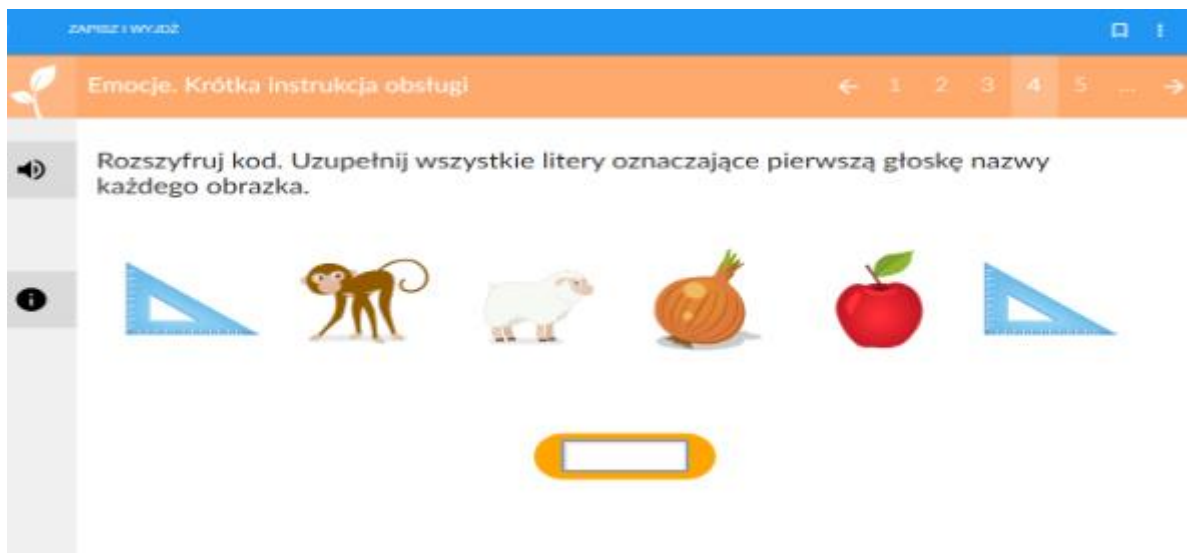 ZAPISZ I WYJDŹ
Emocje. Krótka instrukcja obsługi
← 1 2 3 4 5 ... →
Rozszyfruj kod. Uzupełnij wszystkie litery oznaczające pierwszą głoskę nazwy
każdego obrazka.